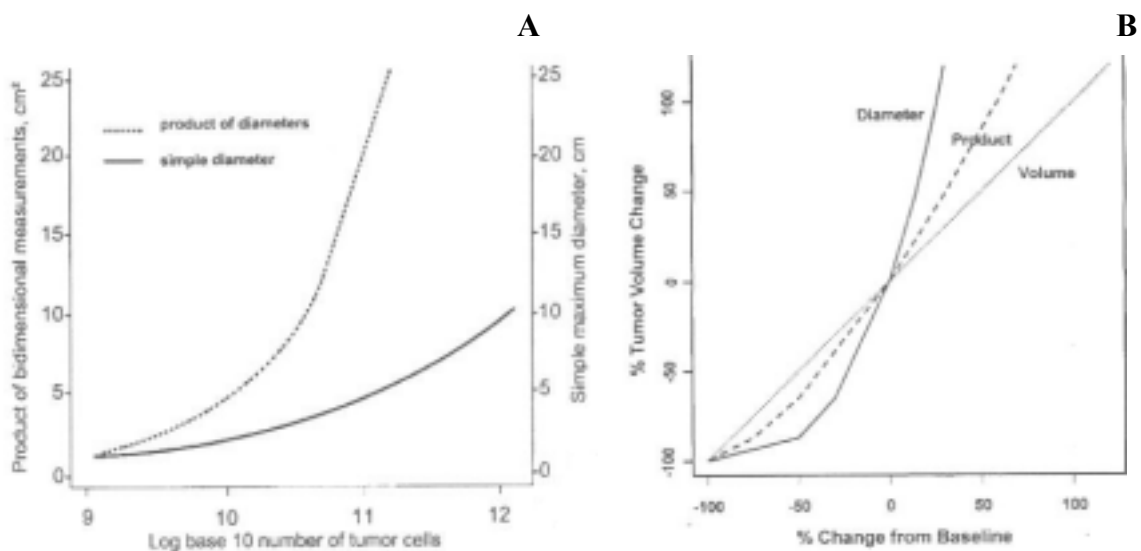 A
Product of bidimensional measurements, cm²
25
20
15
10
5
0
product of diameters
simple diameter
25
20
15
10
5
0
Simple maximum diameter, cm
9 10 11 12
Log base 10 number of tumor cells
B
% Tumor Volume Change
100
50
0
-50
-100
Diameter
Product
Volume
-100 -50 0 50 100
% Change from Baseline